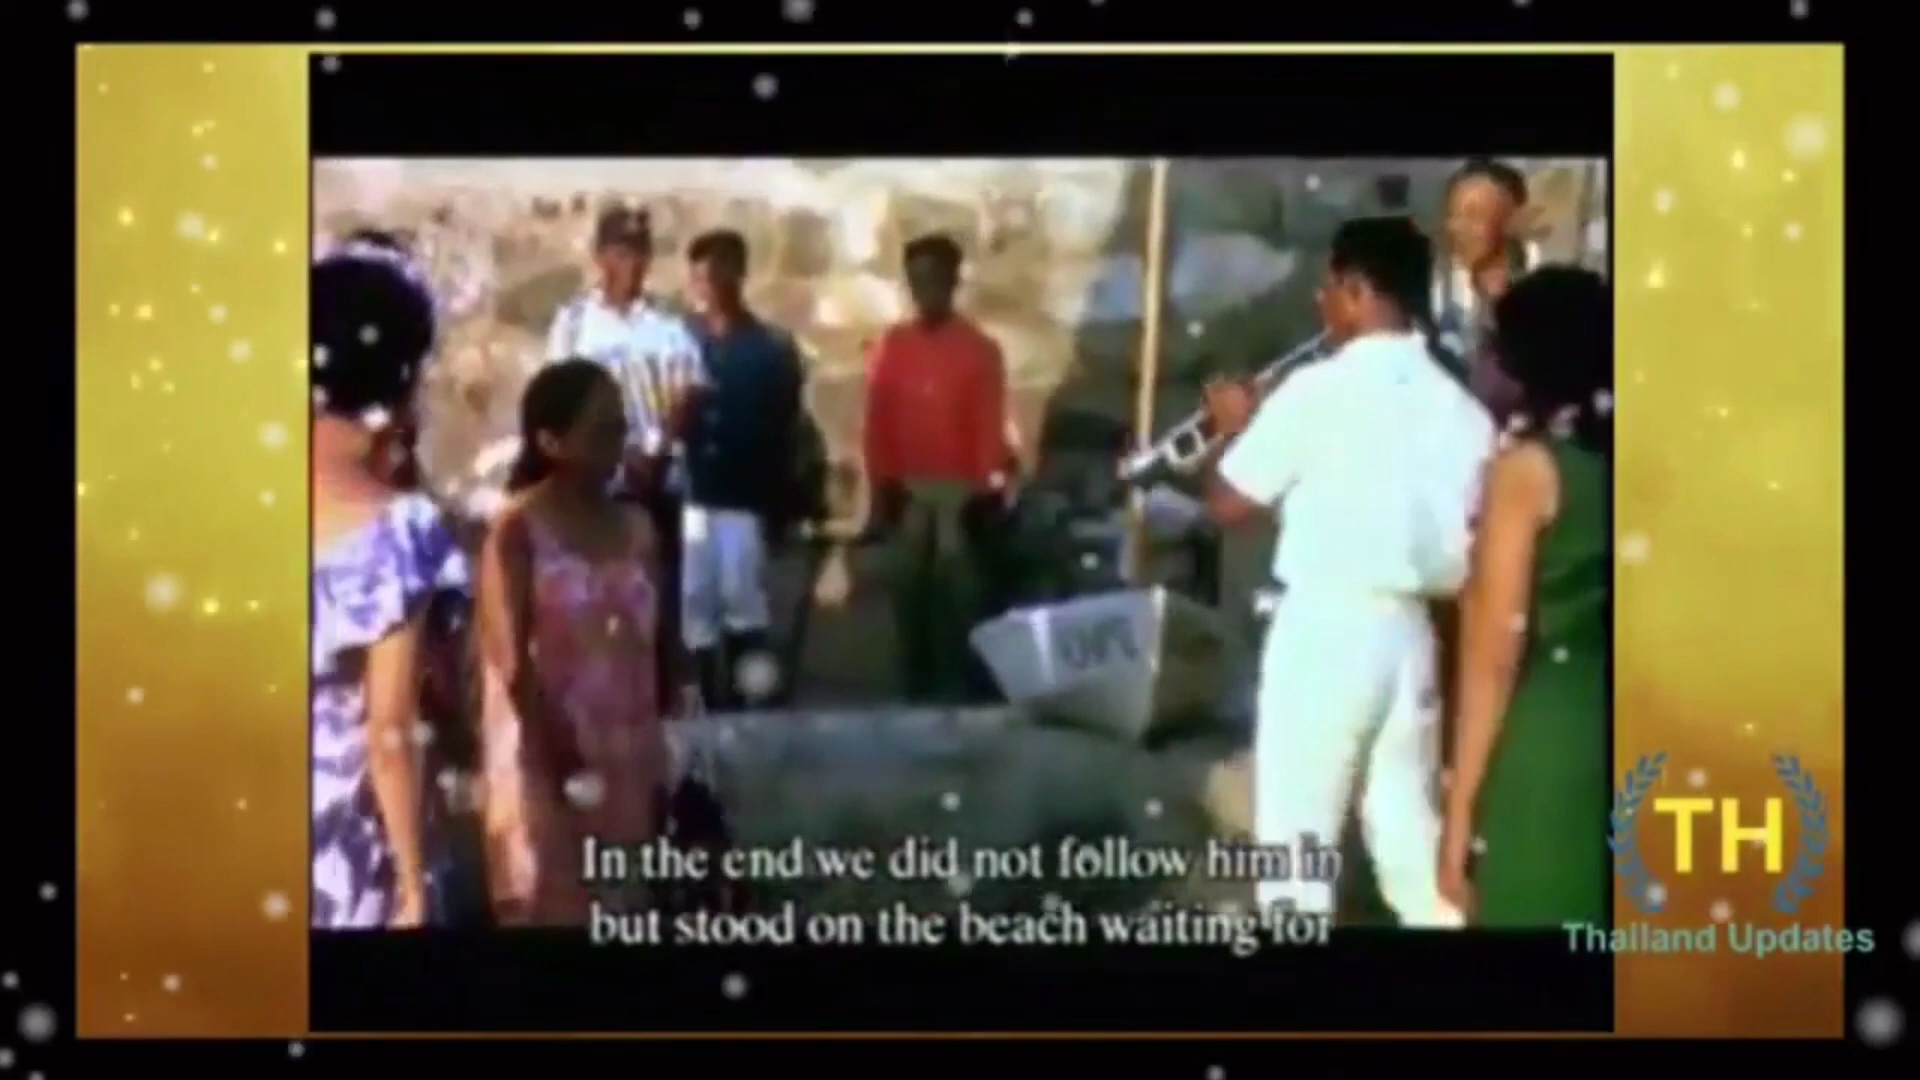 In the end we did not follow him in
but stood on the beach waiting for
TH
Thailand Updates